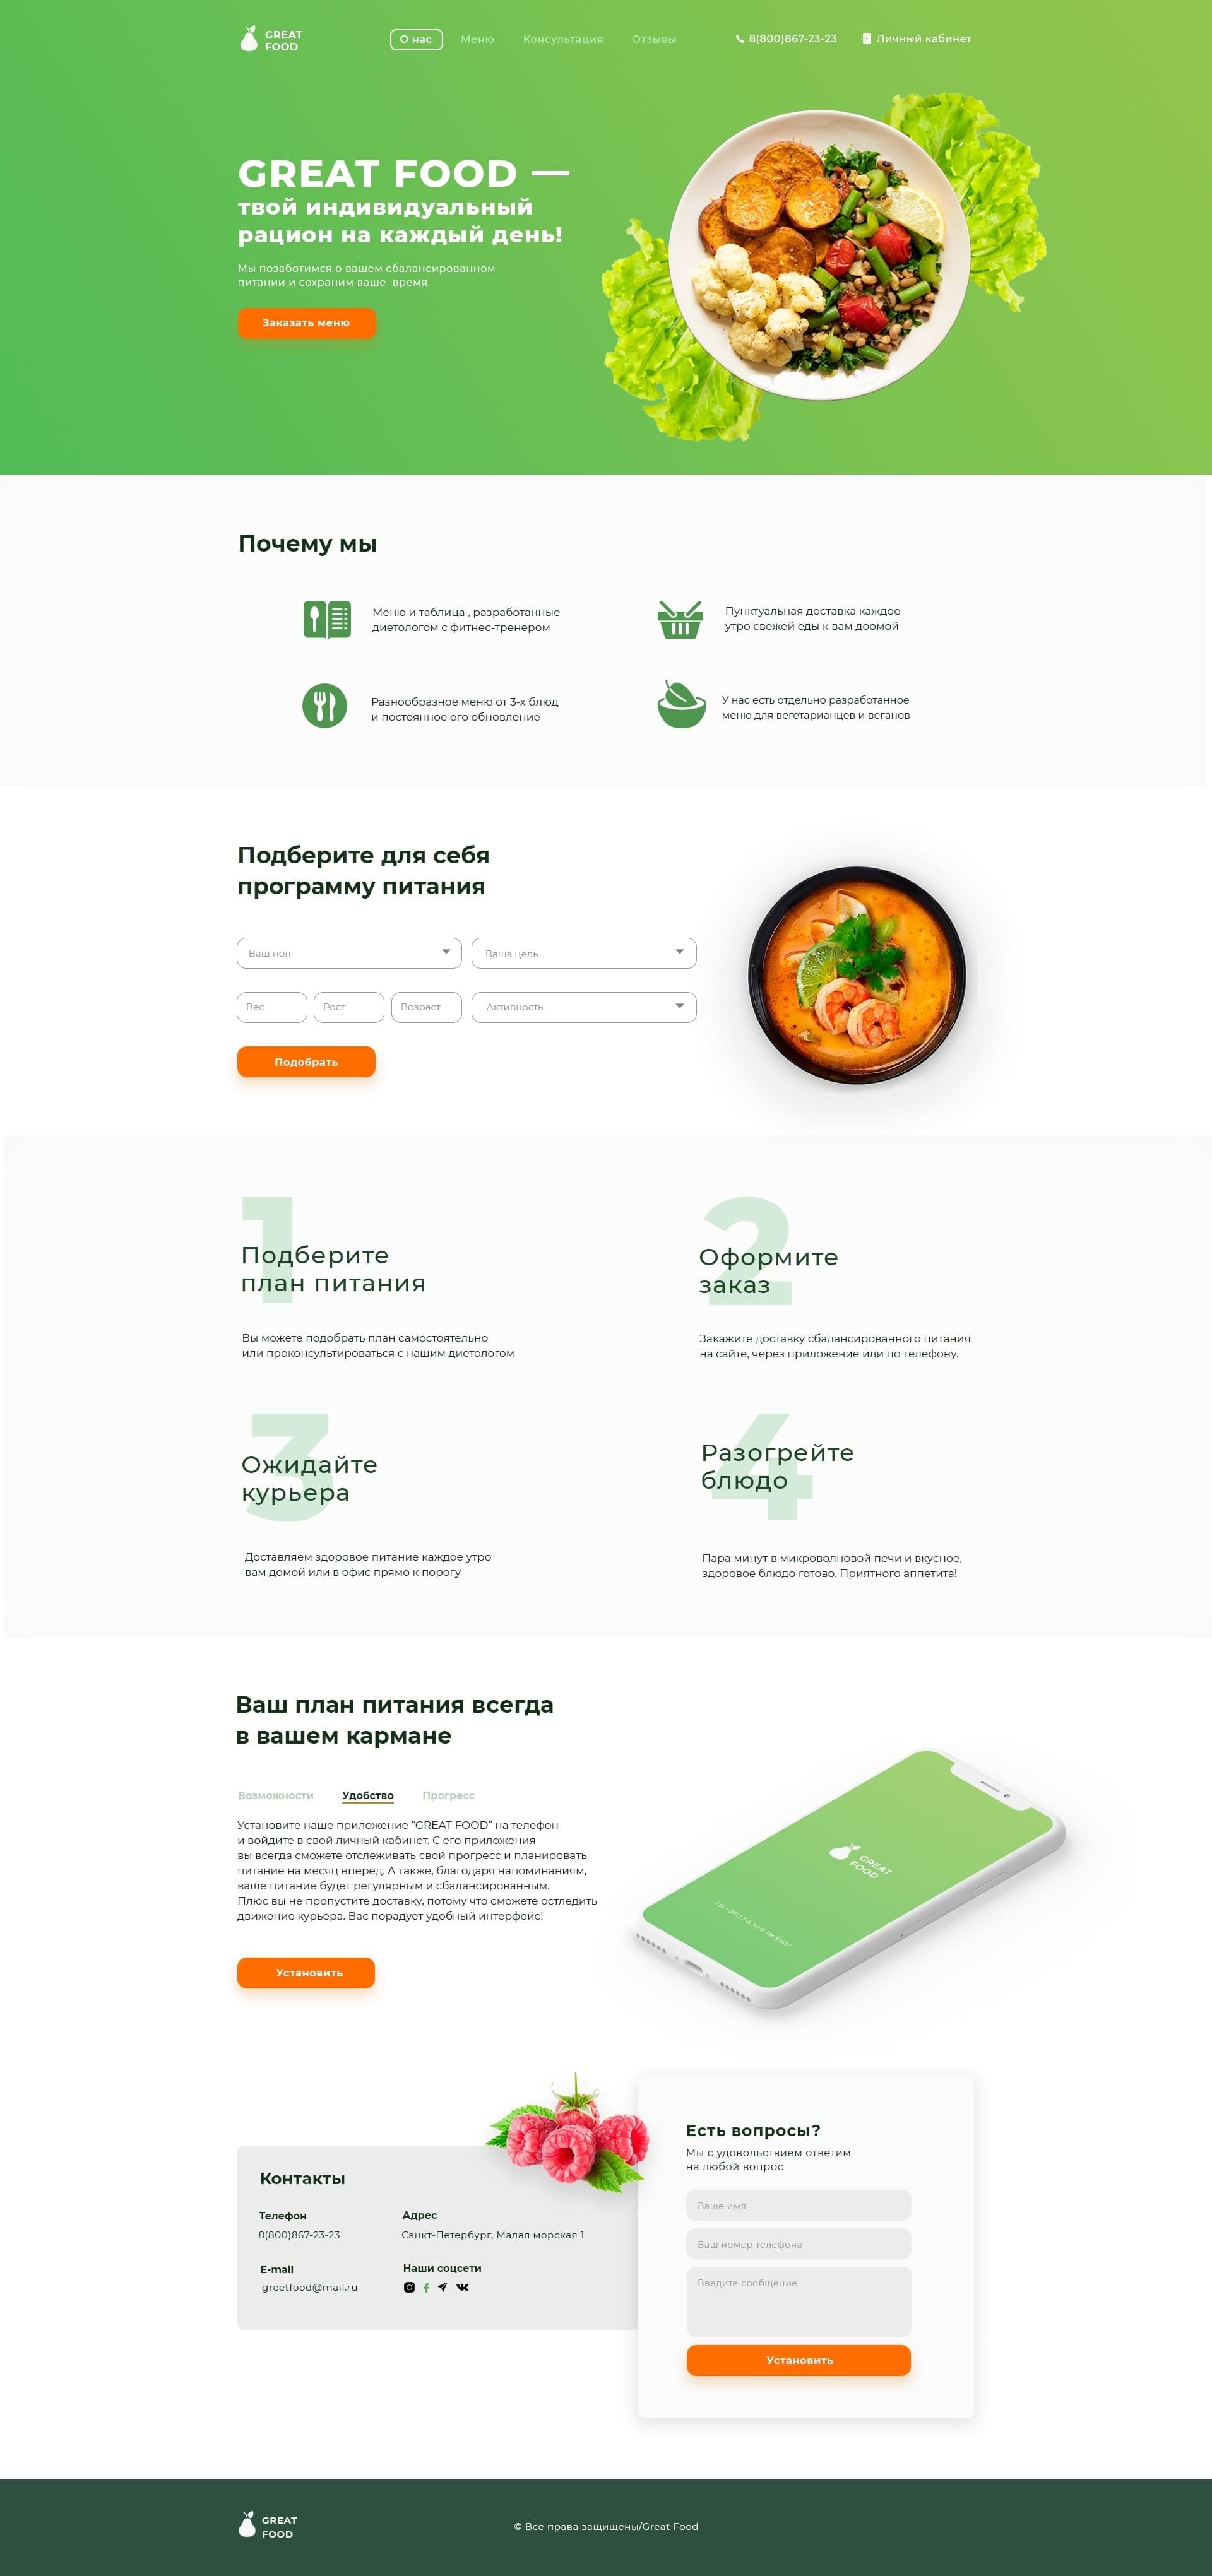 GREAT
FOOD
О нас
Меню
Консультация
Отзывы
8(800)867-23-23
Личный кабинет
GREAT FOOD —
твой индивидуальный
рацион на каждый день!
Мы позаботимся о вашем сбалансированном
питании и сохраним ваше время
Заказать меню
Почему мы
Меню и таблица , разработанные
диетологом с фитнес-тренером
Пунктуальная доставка каждое
утро свежей еды к вам доомой
Разнообразное меню от 3-х блюд
и постоянное его обновление
У нас есть отдельно разработанное
меню для вегетарианцев и веганов
Подберите для себя
программу питания
Ваш пол
Ваша цель
Вес
Рост
Возраст
Активность
Подобрать
1
Подберите
план питания
Вы можете подобрать план самостоятельно
или проконсультироваться с нашим диетологом
2
Оформите
заказ
Закажите доставку сбалансированного питания
на сайте, через приложение или по телефону.
3
Ожидайте
курьера
Доставляем здоровое питание каждое утро
вам домой или в офис прямо к порогу
4
Разогрейте
блюдо
Пара минут в микроволновой печи и вкусное,
здоровое блюдо готово. Приятного аппетита!
Ваш план питания всегда
в вашем кармане
Возможности
Удобство
Прогресс
Установите наше приложение “GREAT FOOD” на телефон
и войдите в свой личный кабинет. С его приложения
вы всегда сможете отслеживать свой прогресс и планировать
питание на месяц вперед. А также, благодаря напоминаниям,
ваше питание будет регулярным и сбалансированным.
Плюс вы не пропустите доставку, потому что сможете остледить
движение курьера. Вас порадует удобный интерфейс!
Установить
GREAT
FOOD
ТЫ - ЭТО ТО, ЧТО ТЫ ЕШЬ!
Контакты
Телефон
8(800)867-23-23
Адрес
Санкт-Петербург, Малая морская 1
E-mail
greetfood@mail.ru
Наши соцсети
Есть вопросы?
Мы с удовольствием ответим
на любой вопрос
Ваше имя
Ваш номер телефона
Введите сообщение
Установить
GREAT
FOOD
© Все права защищены/Great Food